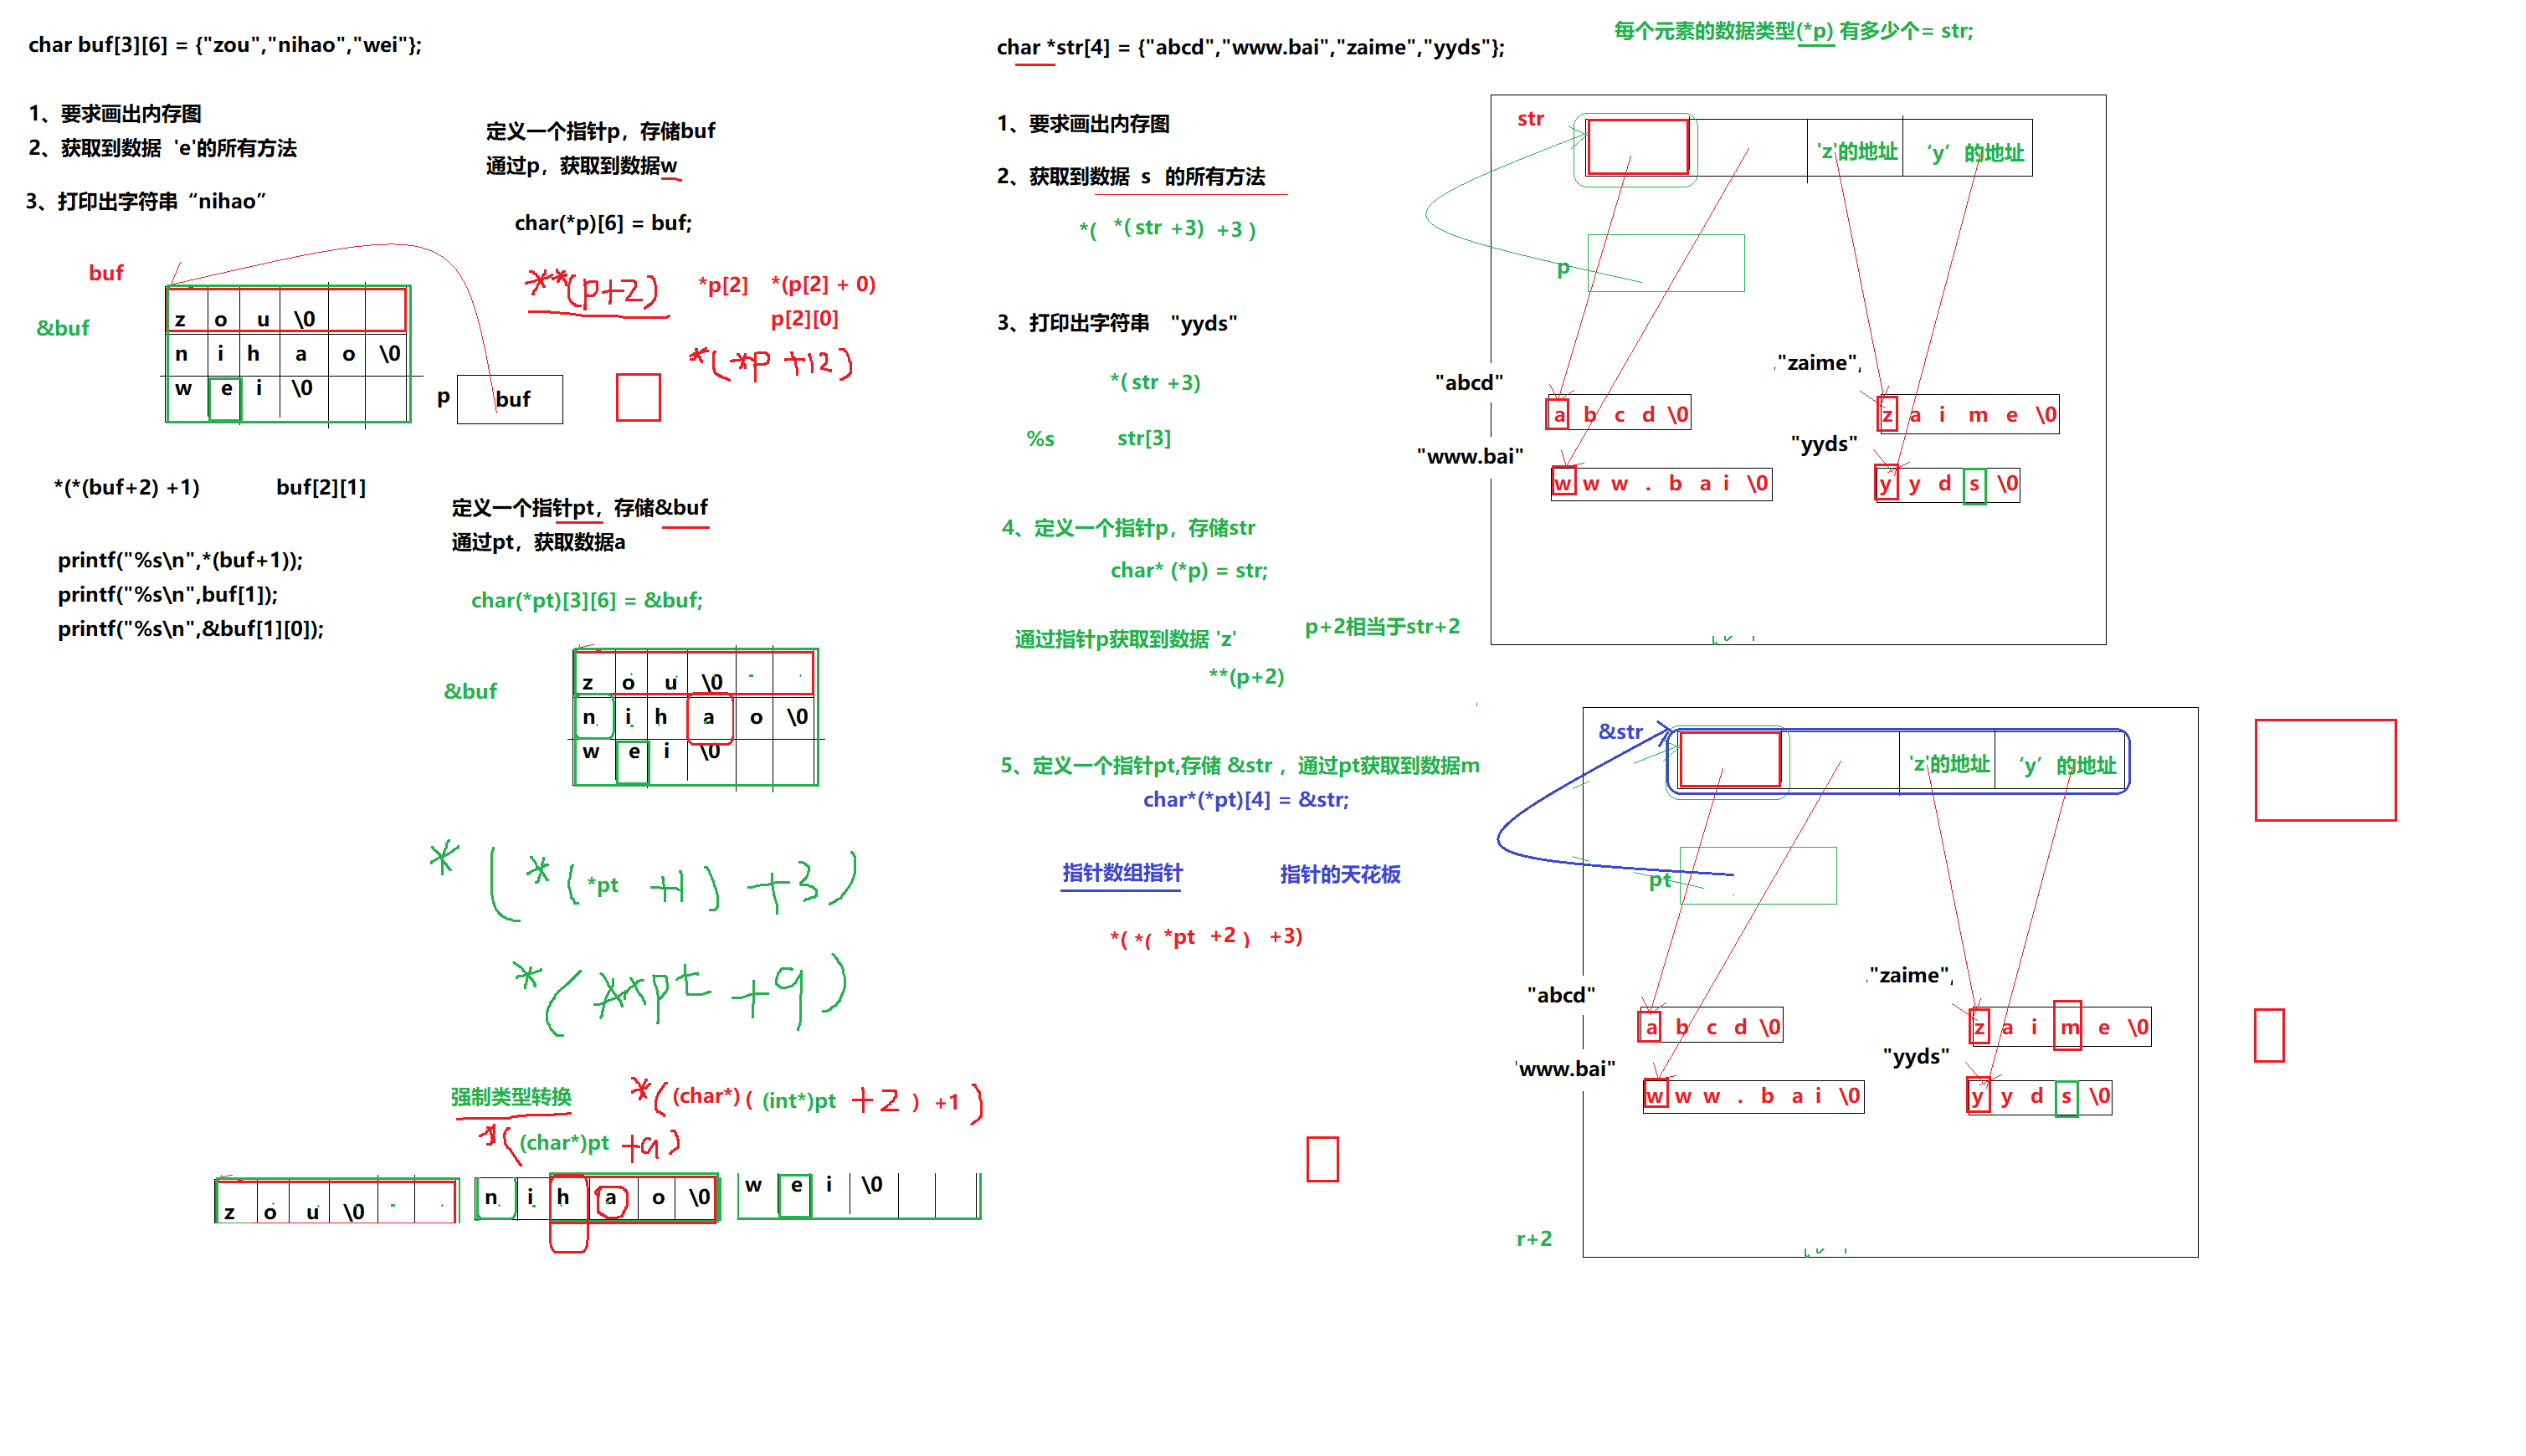 char buf[3][6] = {"zou","nihao","wei"};
1、要求画出内存图
2、获取到数据 'e'的所有方法
3、打印出字符串 “nihao”
定义一个指针p，存储buf
通过p，获取到数据w
char(*p)[6] = buf;
**(p+2)
*p[2] *(p[2] + 0)
p[2][0]
*(*p +12)
buf
&buf
z o u \0
n i h a o \0
w e i \0
p buf
*(*(buf+2) +1) buf[2][1]
printf("%s\n",*(buf+1));
printf("%s\n",buf[1]);
printf("%s\n",&buf[1][0]);
定义一个指针pt，存储&buf
通过pt，获取数据a
char(*pt)[3][6] = &buf;
&buf
z o u \0
n i h a o \0
w e i \0
*(*(*pt +1)+3)
*(**pt +9)
强制类型转换
*((char*)((int*)pt +2) +1)
*((char*)pt +9)
z o u \0
n i h a o \0
w e i \0
char *str[4] = {"abcd","www.bai","zaime","yyds"};
每个元素的数据类型(*p) 有多少个= str;
1、要求画出内存图
2、获取到数据 s 的所有方法
*( *(str +3) +3 )
3、打印出字符串 "yyds"
*(str +3)
%s str[3]
4、定义一个指针p，存储str
char* (*p) = str;
通过指针p获取到数据 'z'
p+2相当于str+2
**(p+2)
5、定义一个指针pt,存储 &str ，通过pt获取到数据m
char*(*pt)[4] = &str;
指针数组指针 指针的天花板
*( *( *pt +2 ) +3)
str
'z'的地址 ‘y’ 的地址
p
"abcd"
a b c d \0
"www.bai"
w w w . b a i \0
"zaime",
z a i m e \0
"yyds"
y y d s \0
&str
'z'的地址 ‘y’ 的地址
pt
"abcd"
a b c d \0
'www.bai"
w w w . b a i \0
"zaime",
z a i m e \0
"yyds"
y y d s \0
r+2